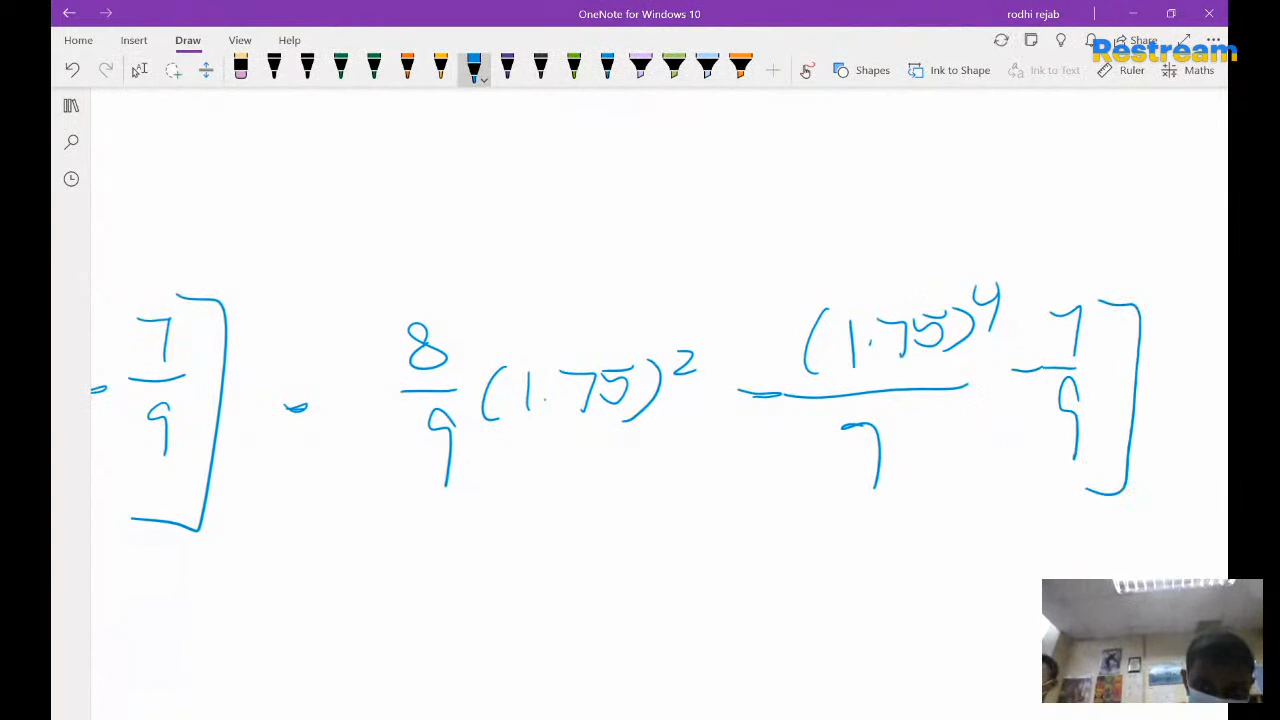 OneNote for Windows 10
rodhi rejab
Home Insert Draw View Help
Share
Restream
Shapes Ink to Shape Ink to Text Ruler Maths
- 7/9 ] - 8/9 (1.75)² - (1.75)⁴/7 - 7/9 ]